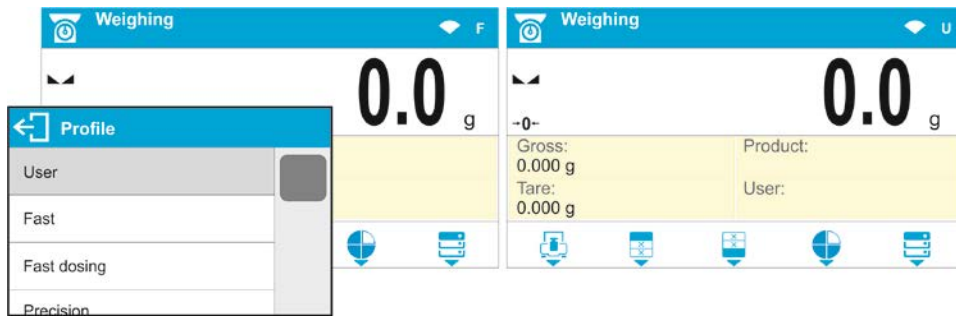 Weighing
F
0.0
g
Profile
User
Fast
Fast dosing
Precision
Weighing
U
0.0
g
→0←
Gross:
0.000 g
Product:
Tare:
0.000 g
User: